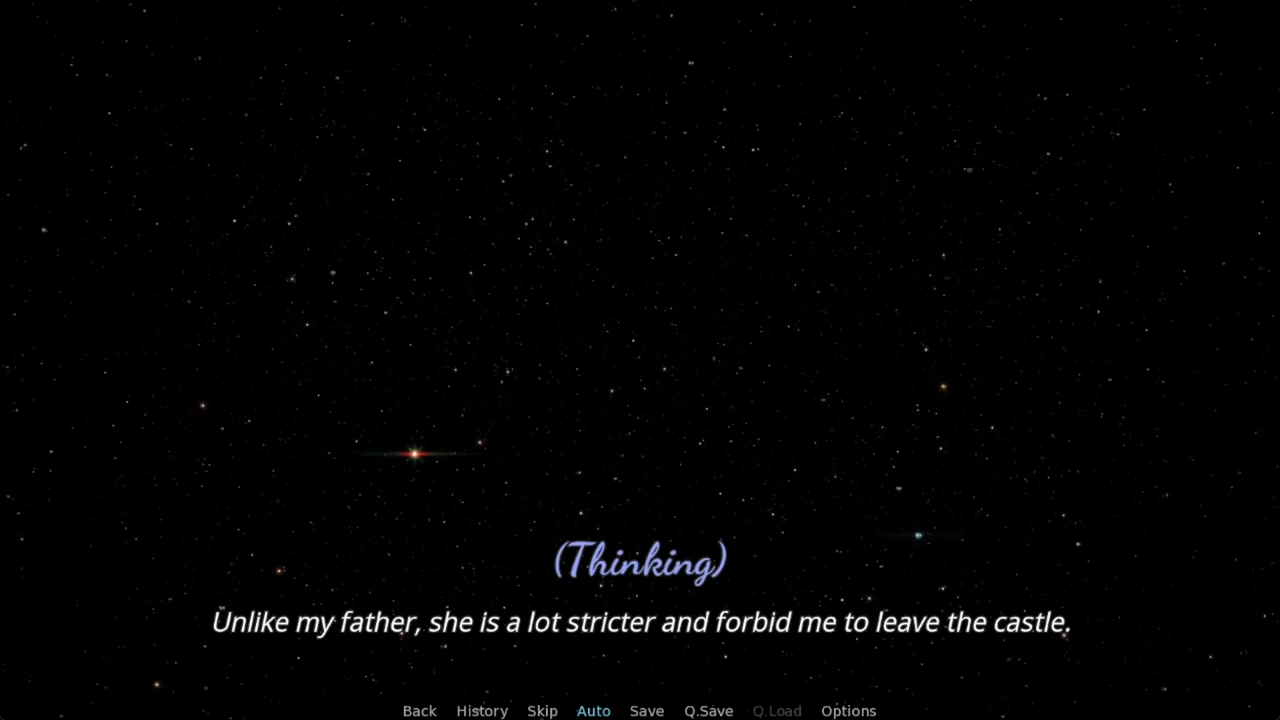 (Thinking)
Unlike my father, she is a lot stricter and forbid me to leave the castle.
Back History Skip Auto Save Q.Save Q.Load Options